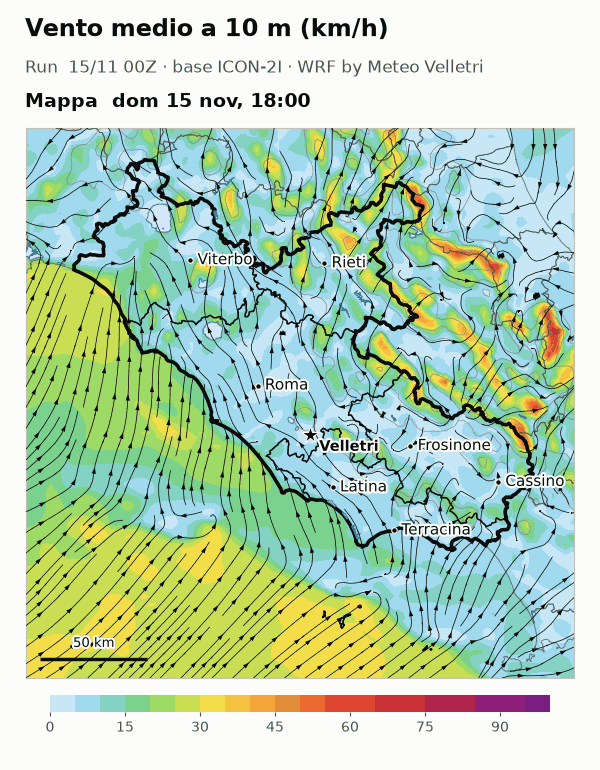 Vento medio a 10 m (km/h)
Run  15/11 00Z · base ICON-2I · WRF by Meteo Velletri
Mappa  dom 15 nov, 18:00
Viterbo
Rieti
Roma
Velletri
Frosinone
Latina
Cassino
Terracina
50 km
0 15 30 45 60 75 90